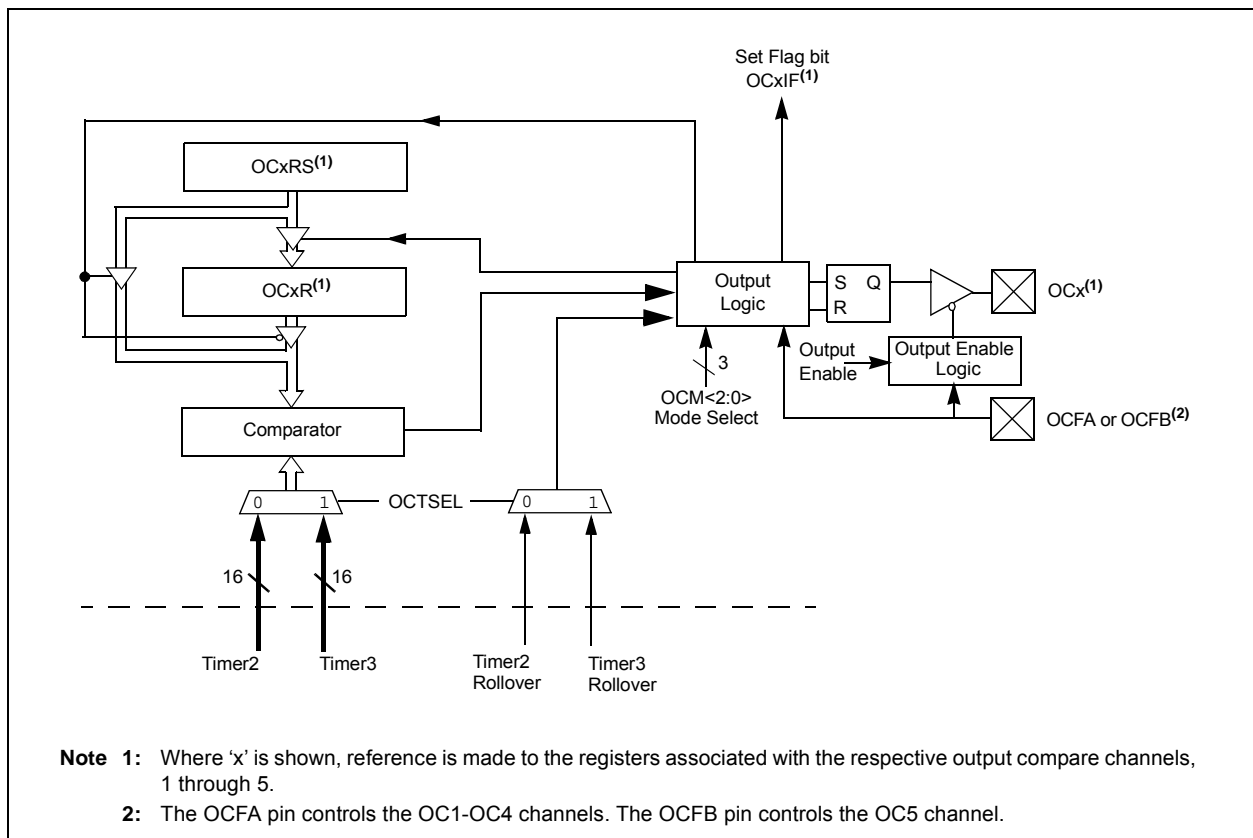 Set Flag bit
OCxIF(1)
OCxRS(1)
OCxR(1)
Output
Logic
S Q
R
OCx(1)
3
Output
Enable
Output Enable
Logic
OCM<2:0>
Mode Select
Comparator
OCFA or OCFB(2)
0 1
OCTSEL
0 1
16 16
Timer2
Timer3
Timer2
Rollover
Timer3
Rollover
Note 1: Where ‘x’ is shown, reference is made to the registers associated with the respective output compare channels,
1 through 5.
2: The OCFA pin controls the OC1-OC4 channels. The OCFB pin controls the OC5 channel.